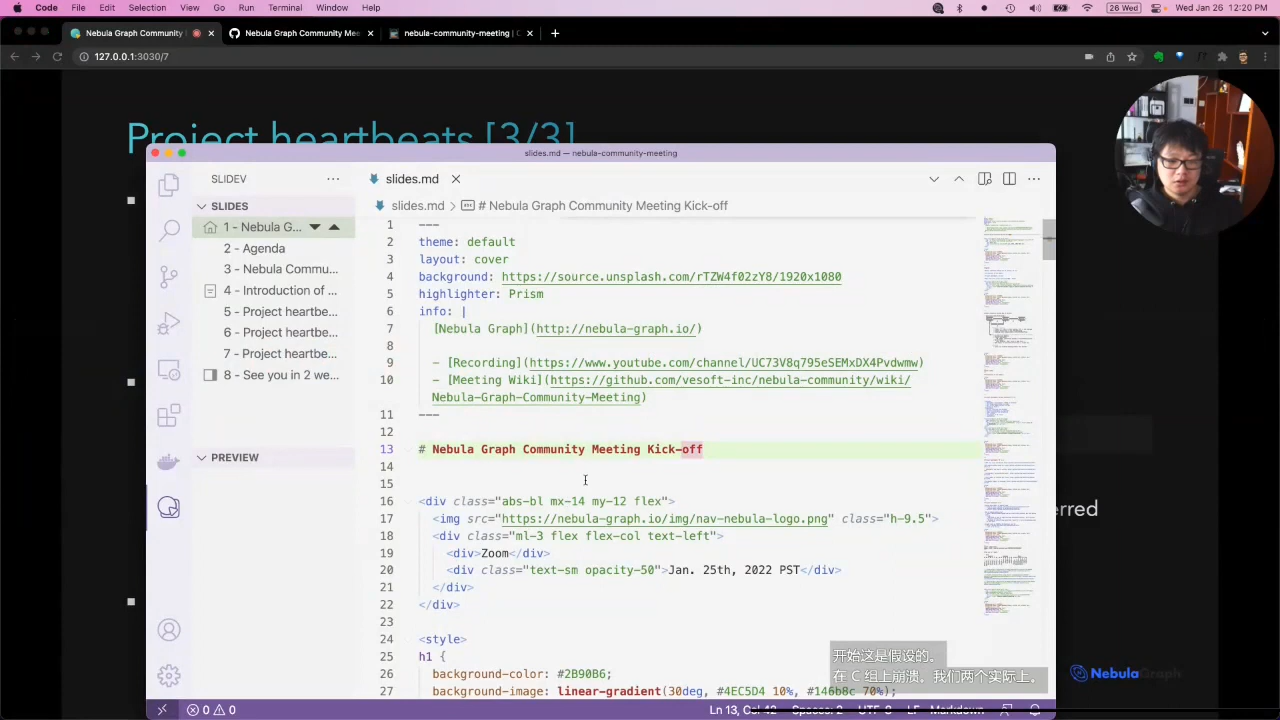 Code File Edit Selection View Go Run Terminal Window Help 26 Wed Wed Jan 26 12:20 PM
Nebula Graph Community Nebula Graph Community Mee nebula-community-meeting |
127.0.0.1:3030/7
Project heartbeats [3/3]
slides.md — nebula-community-meeting
SLIDEV
slides.md
SLIDES
slides.md > # Nebula Graph Community Meeting Kick-off
1 - Nebula G...
2 - Agenda
3 - Nebula Commu...
4 - Introduction of ...
5 - Project heartbe...
6 - Project heartbe...
7 - Project heartbe...
8 - See you in 2 we...
PREVIEW
1 ---
2 theme: default
3 layout: cover
4 background: https://source.unsplash.com/rTZW4f02zY8/1920x1080
5 highlighter: Prism
6 info: |
7 [Nebula Graph](http://nebula-graph.io/)
8
9 - [Recording](https://www.youtube.com/channel/UC73V8q795eSEMxDX4Pvdwmw)
10 - [Meeting Wiki](https://github.com/vesoft-inc/nebula-community/wiki/
Nebula-Graph-Community-Meeting)
11 ---
12
13 # Nebula Graph Community Meeting Kick-off
14
15
16 <div class="abs-bl mx-14 my-12 flex">
17 <img src="https://nebula-graph.io/img/nav-nebula-logo.png" class="h-9.5">
18 <div class="ml-3 flex flex-col text-left">
19 <div>Zoom</div>
20 <div class="text-sm opacity-50">Jan. 25th, 2022 PST</div>
21 </div>
22 </div>
23
24 <style>
25 h1 {
26 background-color: #2B90B6;
27 background-image: linear-gradient(30deg, #4EC5D4 10%, #146b8c 70%);
erred
开始这是假设的。
在 C 组上崩溃。我们两个实际上。
NebulaGraph
0 0 Ln 13, Col 42 Spaces: 2 UTF-8 LF Markdown